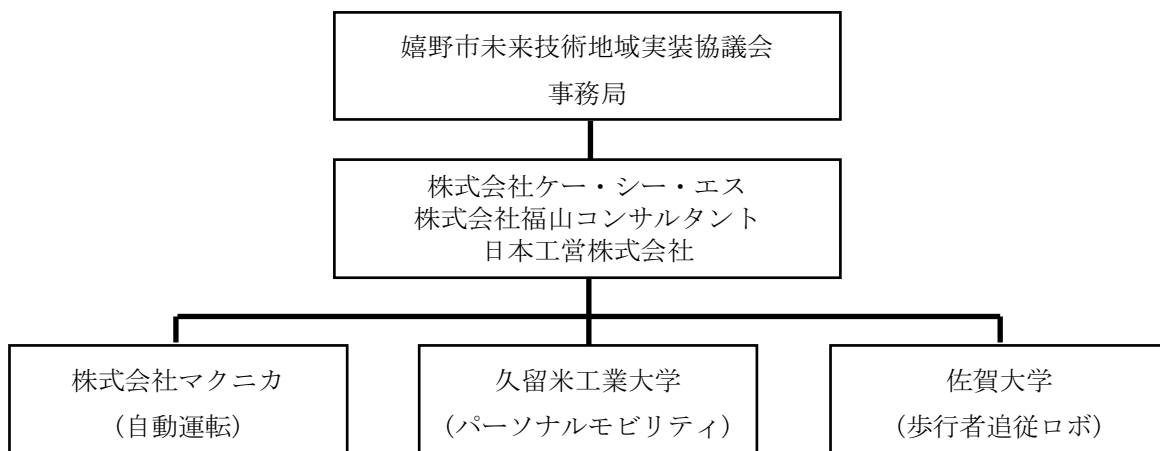 嬉野市未来技術地域実装協議会
事務局
株式会社ケー・シー・エス
株式会社福山コンサルタント
日本工営株式会社
株式会社マクニカ
（自動運転）
久留米工業大学
（パーソナルモビリティ）
佐賀大学
（歩行者追従ロボ）